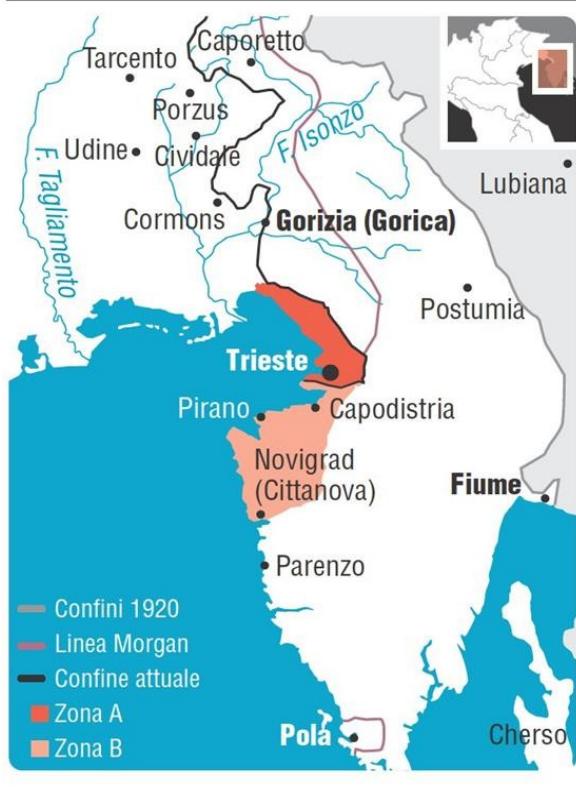 Caporetto
Tarcento
Porzus
F. Isonzo
Udine
Cividale
F. Tagliamento
Lubiana
Cormons
Gorizia (Gorica)
Postumia
Trieste
Pirano
Capodistria
Novigrad
(Cittanova)
Fiume
Parenzo
Confini 1920
Linea Morgan
Confine attuale
Zona A
Zona B
Pola
Cherso